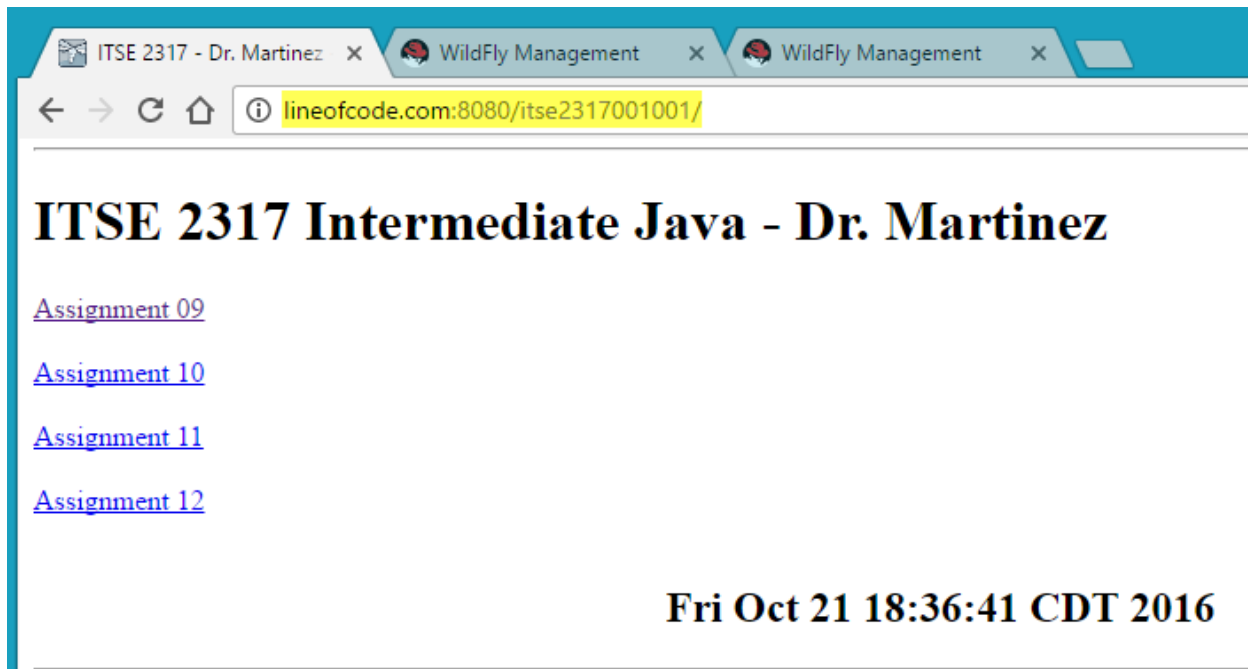 ITSE 2317 - Dr. Martinez
WildFly Management
WildFly Management
lineofcode.com:8080/itse2317001001/
ITSE 2317 Intermediate Java - Dr. Martinez
Assignment 09
Assignment 10
Assignment 11
Assignment 12
Fri Oct 21 18:36:41 CDT 2016